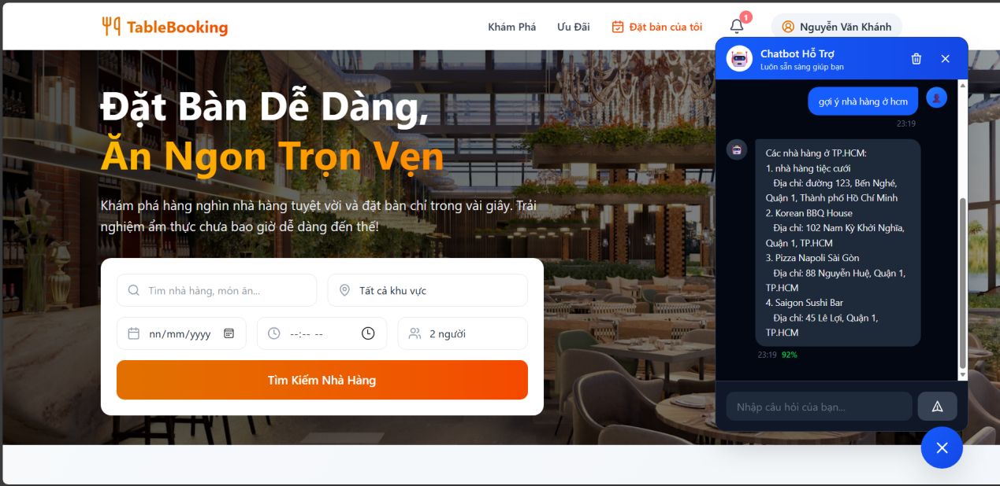 TableBooking
Khám Phá
Ưu Đãi
Đặt bàn của tôi
1
Nguyễn Văn Khánh
Đặt Bàn Dễ Dàng,
Ăn Ngon Trọn Vẹn
Khám phá hàng nghìn nhà hàng tuyệt vời và đặt bàn chỉ trong vài giây. Trải
nghiệm ẩm thực chưa bao giờ dễ dàng đến thế!
Tìm nhà hàng, món ăn...
Tất cả khu vực
nn/mm/yyyy
--:-- --
2 người
Tìm Kiếm Nhà Hàng
Chatbot Hỗ Trợ
Luôn sẵn sàng giúp bạn
gợi ý nhà hàng ở hcm
23:19
Các nhà hàng ở TP.HCM:
1. nhà hàng tiệc cưới
Địa chỉ: đường 123, Bến Nghé,
Quận 1, Thành phố Hồ Chí Minh
2. Korean BBQ House
Địa chỉ: 102 Nam Kỳ Khởi Nghĩa,
Quận 1, TP.HCM
3. Pizza Napoli Sài Gòn
Địa chỉ: 88 Nguyễn Huệ, Quận 1,
TP.HCM
4. Saigon Sushi Bar
Địa chỉ: 45 Lê Lợi, Quận 1,
TP.HCM
23:19 92%
Nhập câu hỏi của bạn...